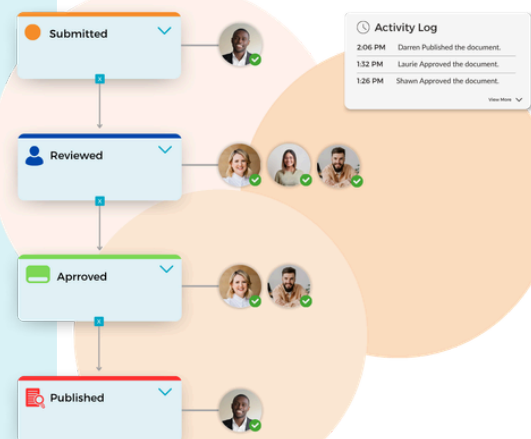 Submitted
Activity Log
2:06 PM Darren Published the document.
1:32 PM Laurie Approved the document.
1:26 PM Shawn Approved the document.
View More
x
Reviewed
x
Aprroved
x
Published